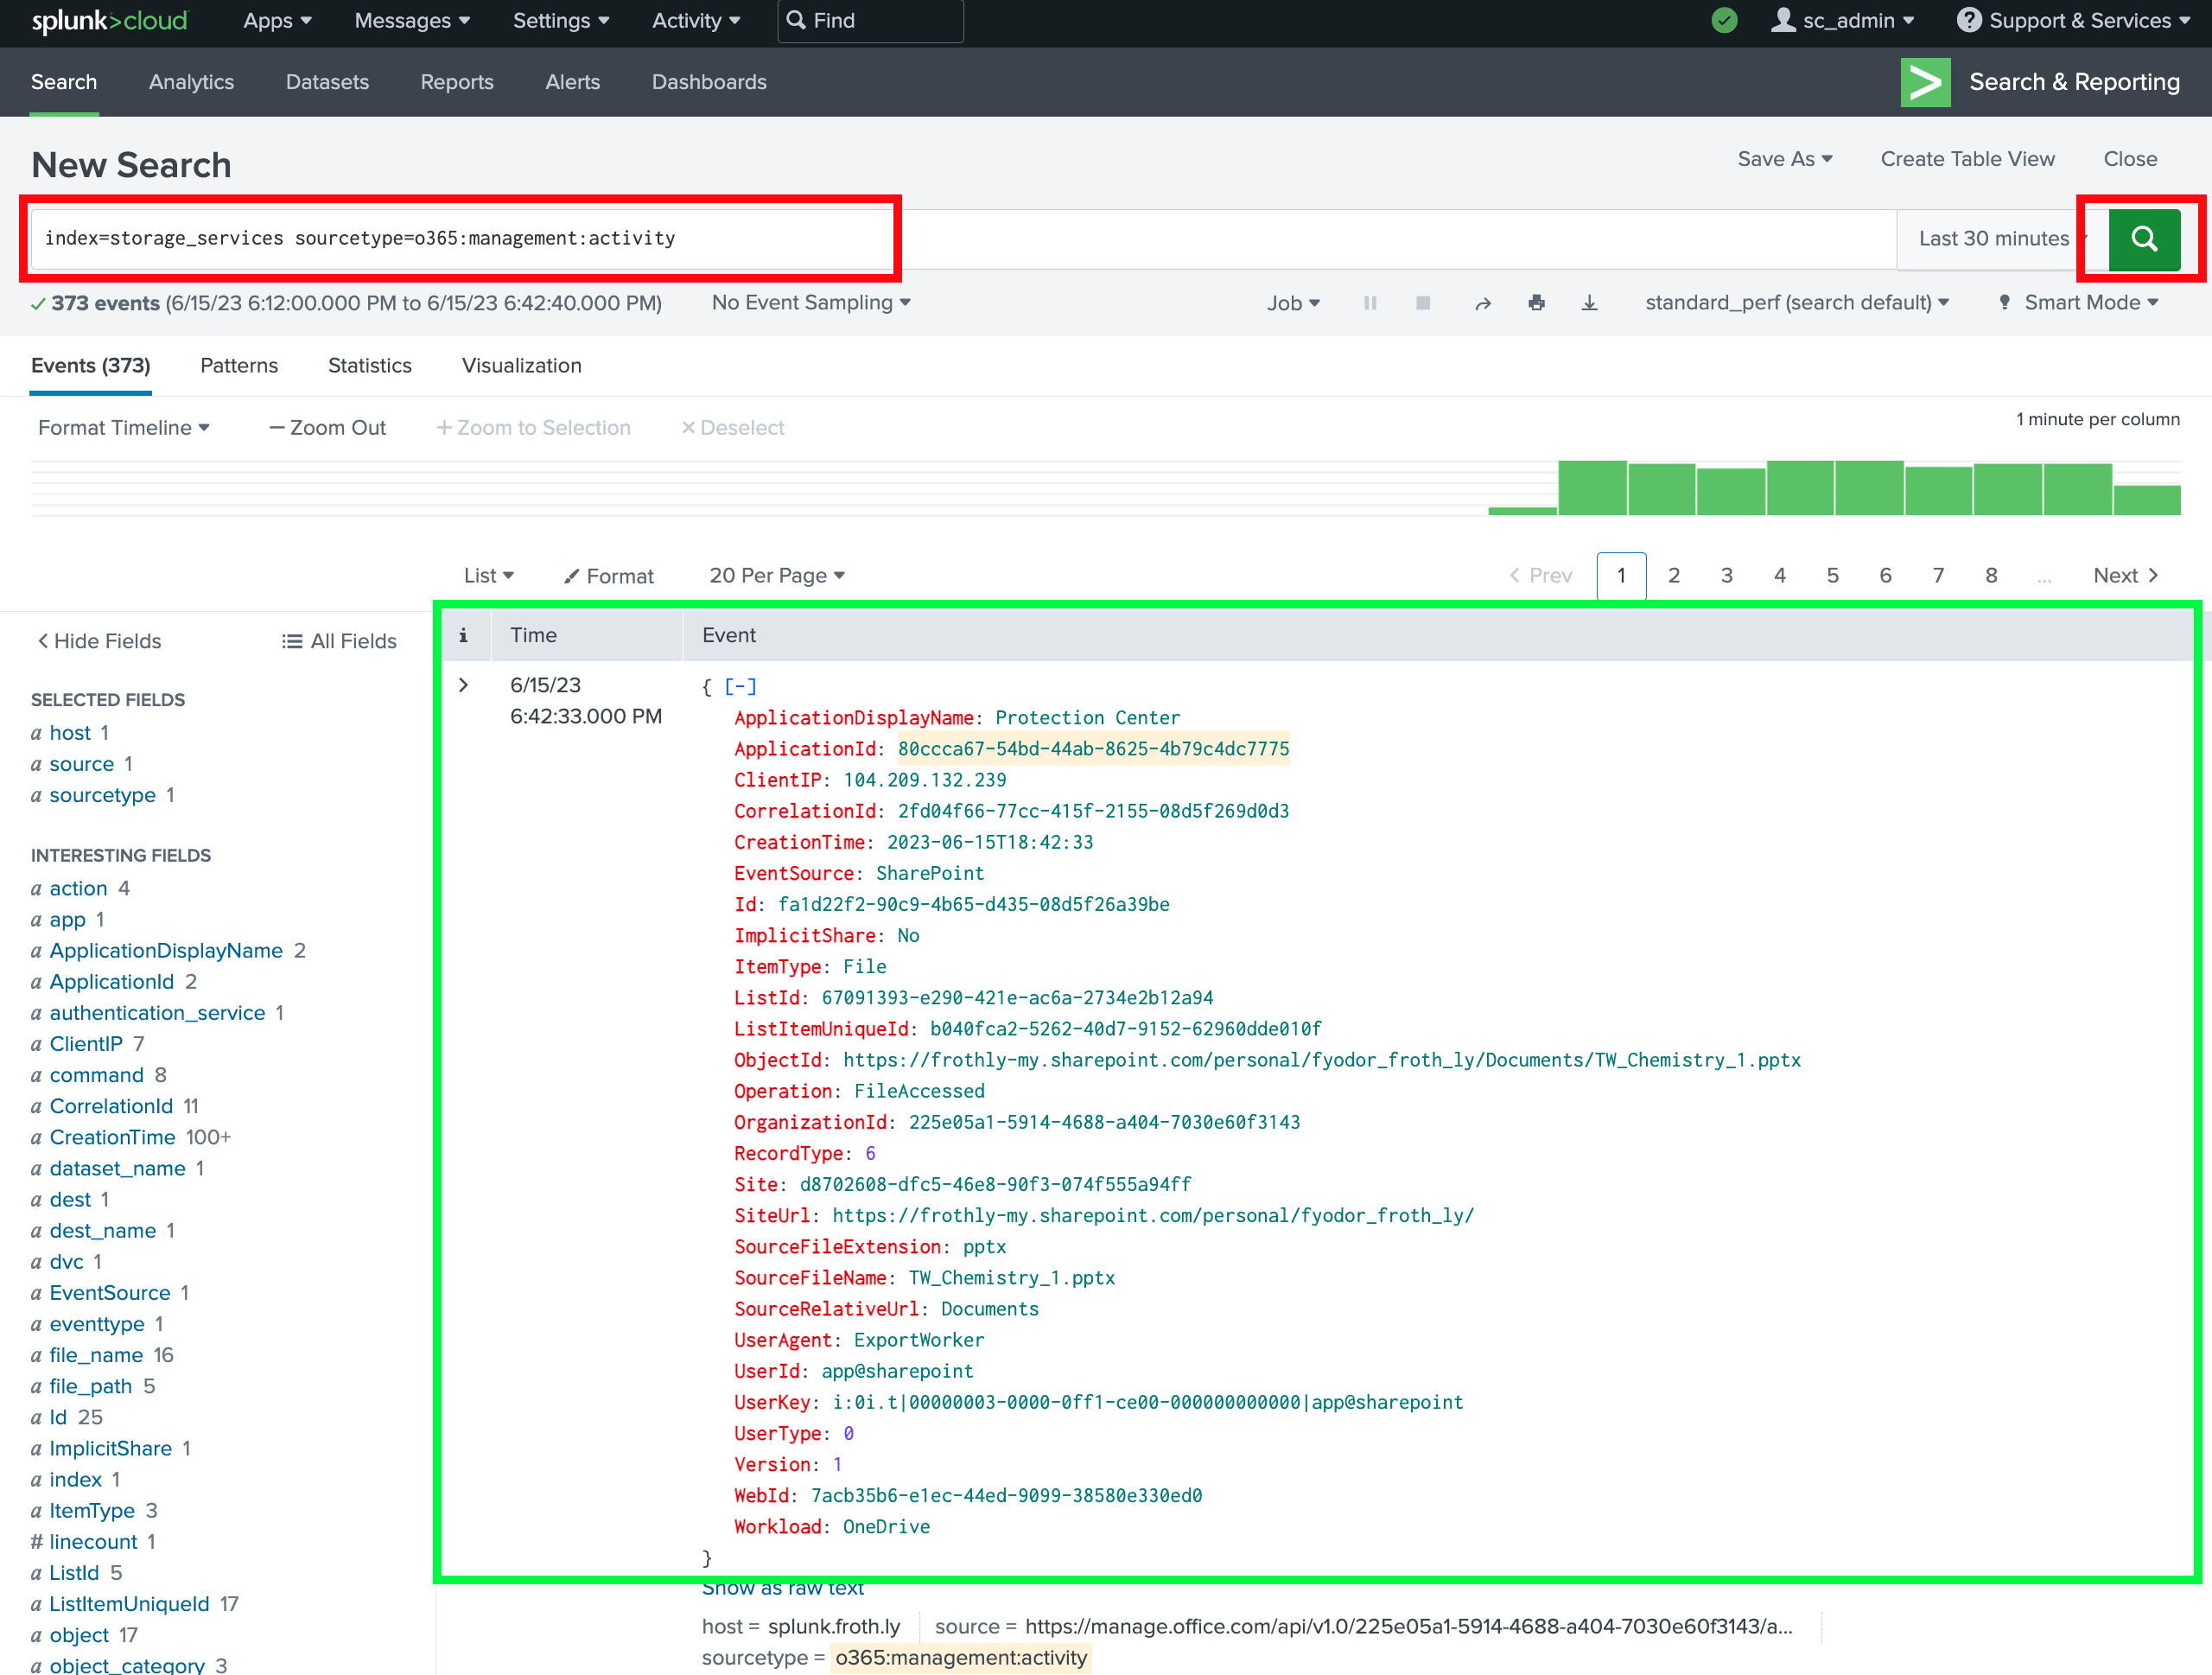 splunk>cloud Apps Messages Settings Activity Find sc_admin ? Support & Services
Search Analytics Datasets Reports Alerts Dashboards > Search & Reporting
New Search Save As Create Table View Close
index=storage_services sourcetype=o365:management:activity Last 30 minutes
373 events (6/15/23 6:12:00.000 PM to 6/15/23 6:42:40.000 PM) No Event Sampling Job standard_perf (search default) Smart Mode
Events (373) Patterns Statistics Visualization
Format Timeline — Zoom Out + Zoom to Selection × Deselect 1 minute per column
List Format 20 Per Page < Prev 1 2 3 4 5 6 7 8 ... Next >
< Hide Fields All Fields
SELECTED FIELDS
a host 1
a source 1
a sourcetype 1
INTERESTING FIELDS
a action 4
a app 1
a ApplicationDisplayName 2
a ApplicationId 2
a authentication_service 1
a ClientIP 7
a command 8
a CorrelationId 11
a CreationTime 100+
a dataset_name 1
a dest 1
a dest_name 1
a dvc 1
a EventSource 1
a eventtype 1
a file_name 16
a file_path 5
a Id 25
a ImplicitShare 1
a index 1
a ItemType 3
# linecount 1
a ListId 5
a ListItemUniqueId 17
a object 17
a object_category 3
i Time Event
> 6/15/23 6:42:33.000 PM
{ [-]
ApplicationDisplayName: Protection Center
ApplicationId: 80ccca67-54bd-44ab-8625-4b79c4dc7775
ClientIP: 104.209.132.239
CorrelationId: 2fd04f66-77cc-415f-2155-08d5f269d0d3
CreationTime: 2023-06-15T18:42:33
EventSource: SharePoint
Id: fa1d22f2-90c9-4b65-d435-08d5f26a39be
ImplicitShare: No
ItemType: File
ListId: 67091393-e290-421e-ac6a-2734e2b12a94
ListItemUniqueId: b040fca2-5262-40d7-9152-62960dde010f
ObjectId: https://frothly-my.sharepoint.com/personal/fyodor_froth_ly/Documents/TW_Chemistry_1.pptx
Operation: FileAccessed
OrganizationId: 225e05a1-5914-4688-a404-7030e60f3143
RecordType: 6
Site: d8702608-dfc5-46e8-90f3-074f555a94ff
SiteUrl: https://frothly-my.sharepoint.com/personal/fyodor_froth_ly/
SourceFileExtension: pptx
SourceFileName: TW_Chemistry_1.pptx
SourceRelativeUrl: Documents
UserAgent: ExportWorker
UserId: app@sharepoint
UserKey: i:0i.t|00000003-0000-0ff1-ce00-000000000000|app@sharepoint
UserType: 0
Version: 1
WebId: 7acb35b6-e1ec-44ed-9099-38580e330ed0
Workload: OneDrive
}
Show as raw text
host = splunk.froth.ly source = https://manage.office.com/api/v1.0/225e05a1-5914-4688-a404-7030e60f3143/a...
sourcetype = o365:management:activity